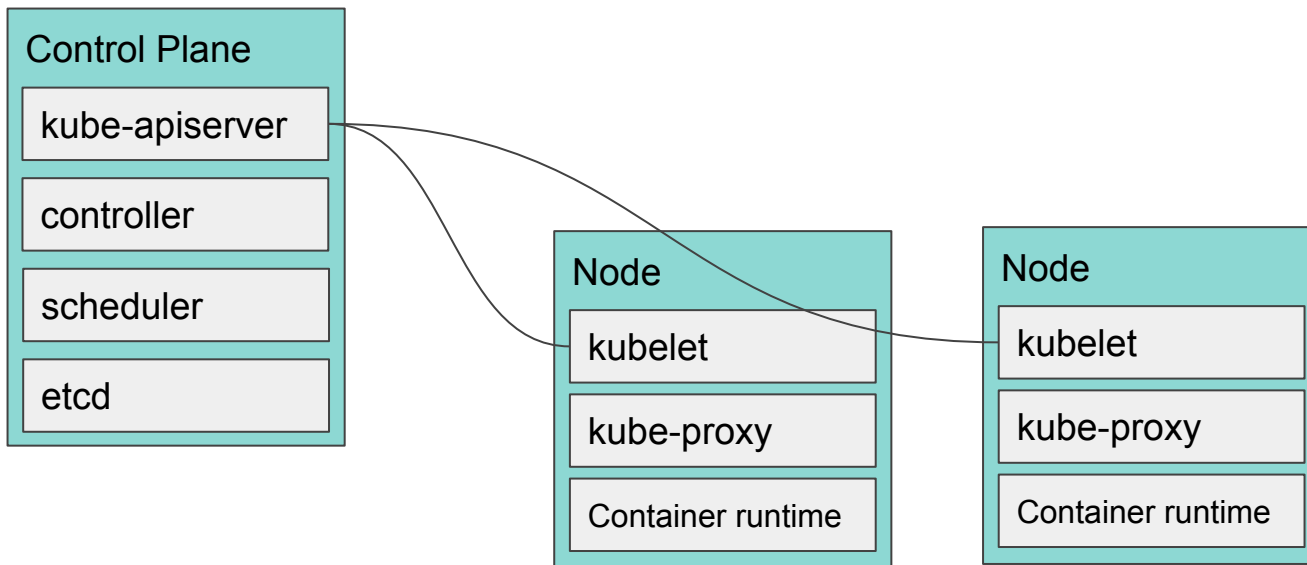 Control Plane
kube-apiserver
controller
scheduler
etcd
Node
kubelet
kube-proxy
Container runtime
Node
kubelet
kube-proxy
Container runtime